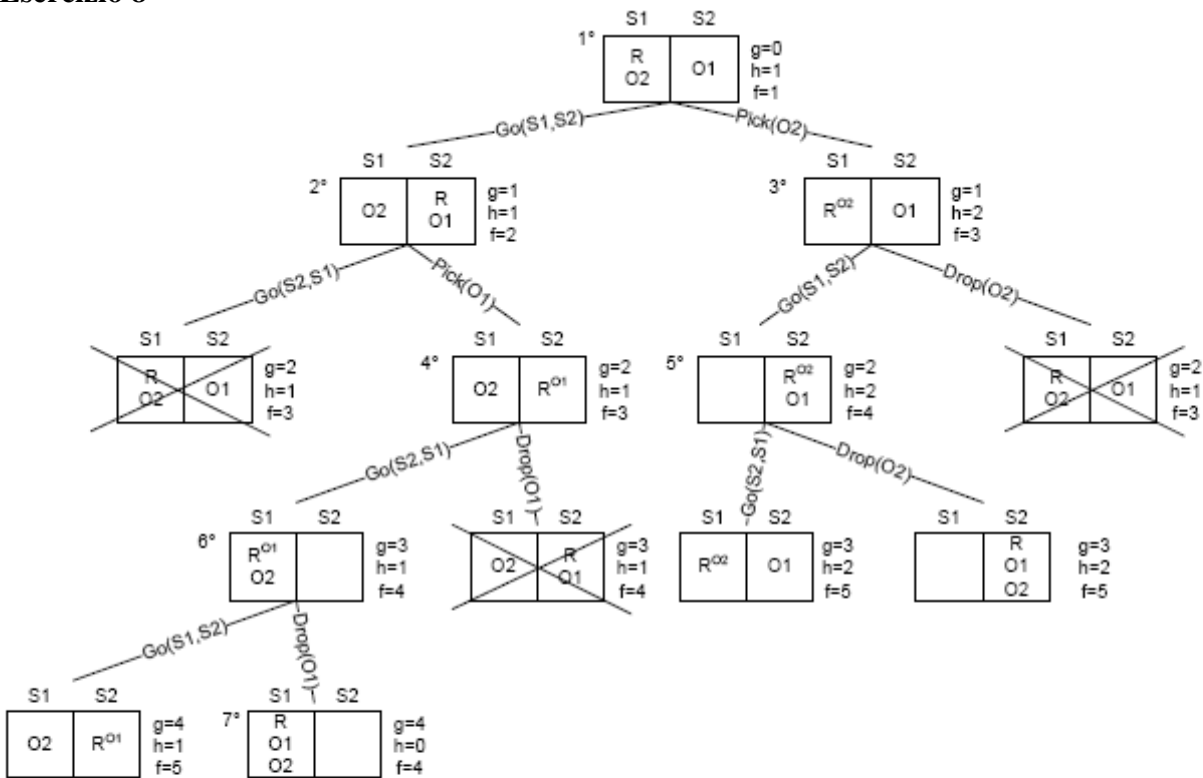 Esercizio 6
S1 S2
1° R O2 O1 g=0 h=1 f=1
Go(S1,S2) Pick(O2)
S1 S2 S1 S2
2° O2 R O1 g=1 h=1 f=2
3° R^O2 O1 g=1 h=2 f=3
Go(S2,S1) Pick(O1) Go(S1,S2) Drop(O2)
S1 S2 S1 S2 S1 S2 S1 S2
R O2 O1 g=2 h=1 f=3
4° O2 R^O1 g=2 h=1 f=3
5° R^O2 O1 g=2 h=2 f=4
R O2 O1 g=2 h=1 f=3
Go(S2,S1) Drop(O1) Go(S2,S1) Drop(O2)
S1 S2 S1 S2 S1 S2 S1 S2
6° R^O1 O2 g=3 h=1 f=4
O2 R O1 g=3 h=1 f=4
R^O2 O1 g=3 h=2 f=5
R O1 O2 g=3 h=2 f=5
Go(S1,S2) Drop(O1)
S1 S2 S1 S2
O2 R^O1 g=4 h=1 f=5
7° R O1 O2 g=4 h=0 f=4